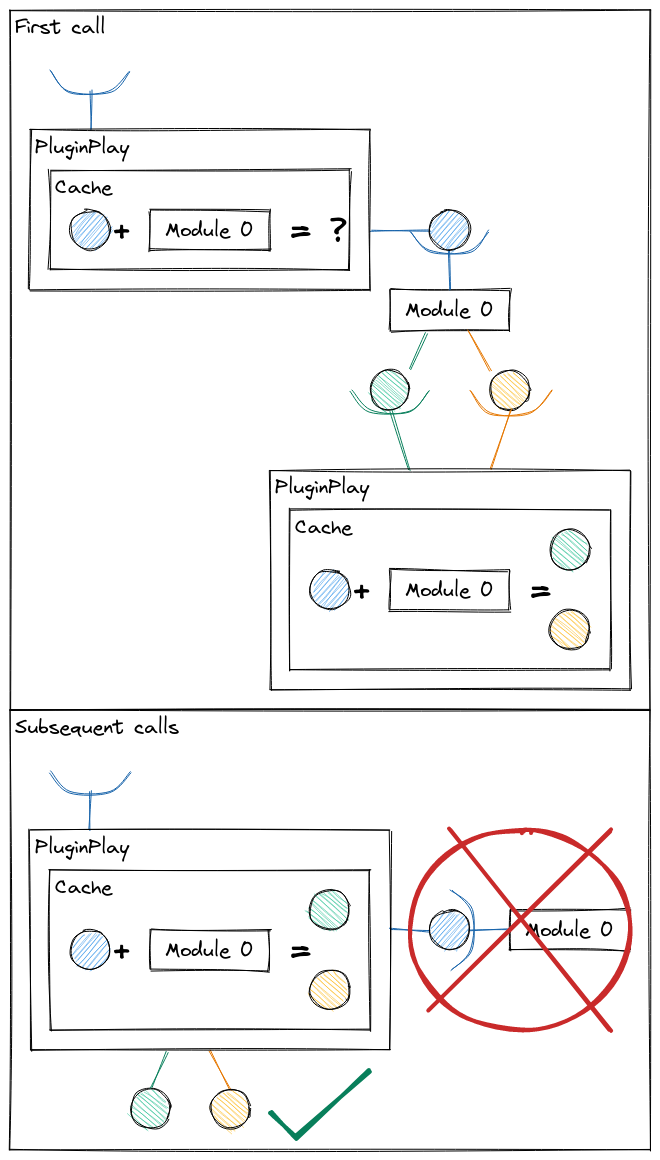 First call
PluginPlay
Cache
+ Module 0 = ?
Module 0
PluginPlay
Cache
+ Module 0 =
Subsequent calls
PluginPlay
Cache
+ Module 0 =
Module 0